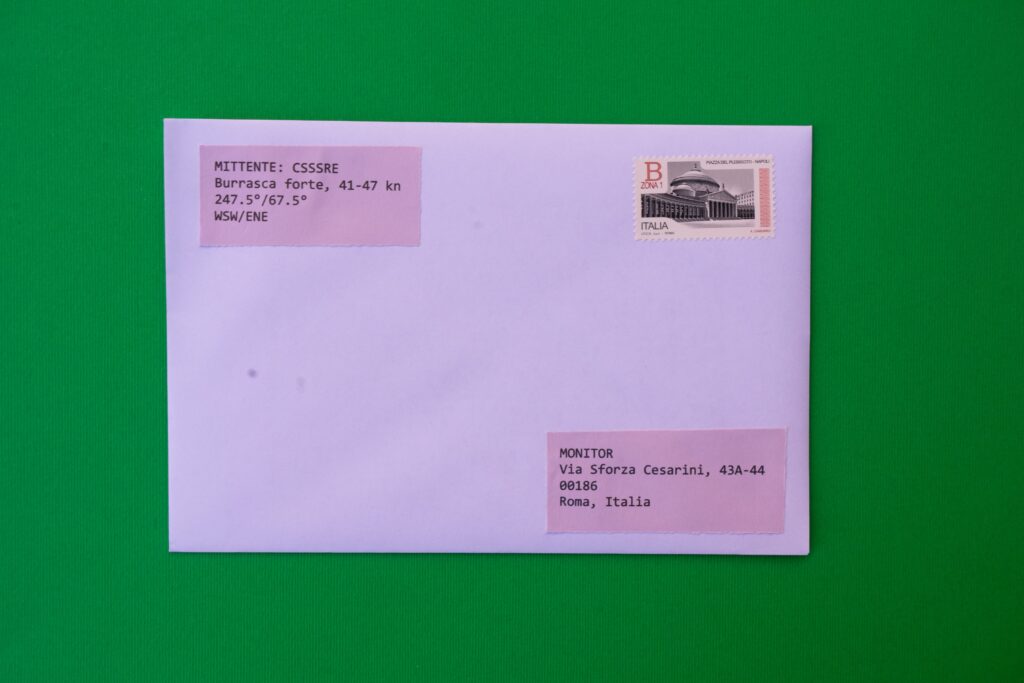 MITTENTE: CSSSRE
Burrasca forte, 41-47 kn
247.5°/67.5°
WSW/ENE
B
ZONA 1
PIAZZA DEL PLEBISCITO - NAPOLI
ITALIA
MONITOR
Via Sforza Cesarini, 43A-44
00186
Roma, Italia